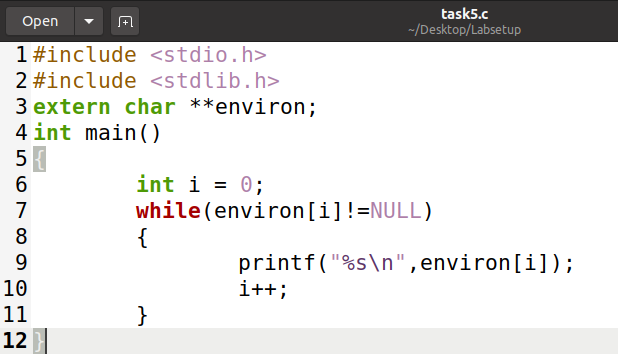 Open task5.c
~/Desktop/Labsetup
1 #include <stdio.h>
2 #include <stdlib.h>
3 extern char **environ;
4 int main()
5 {
6         int i = 0;
7         while(environ[i]!=NULL)
8         {
9                 printf("%s\n",environ[i]);
10                 i++;
11         }
12 }